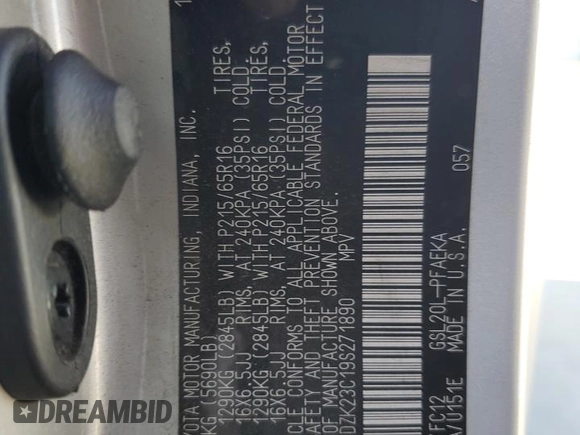 YOTA MOTOR MANUFACTURING, INDIANA, INC.
KG (5690LB)
1290KG (2845LB) WITH P215/65R16 TIRES,
16X6.5JJ RIMS, AT 240KPA (35PSI) COLD.
1290KG (2845LB) WITH P215/65R16 TIRES,
16X6.5JJ RIMS, AT 240KPA (35PSI) COLD.
CLE CONFORMS TO ALL APPLICABLE FEDERAL MOTOR
SAFETY AND THEFT PREVENTION STANDARDS IN EFFECT
OF MANUFACTURE SHOWN ABOVE.
DZK23C19S271890 MPV
057
FC12 GSL20L-PFAEKA
/U151E MADE IN U.S.A.